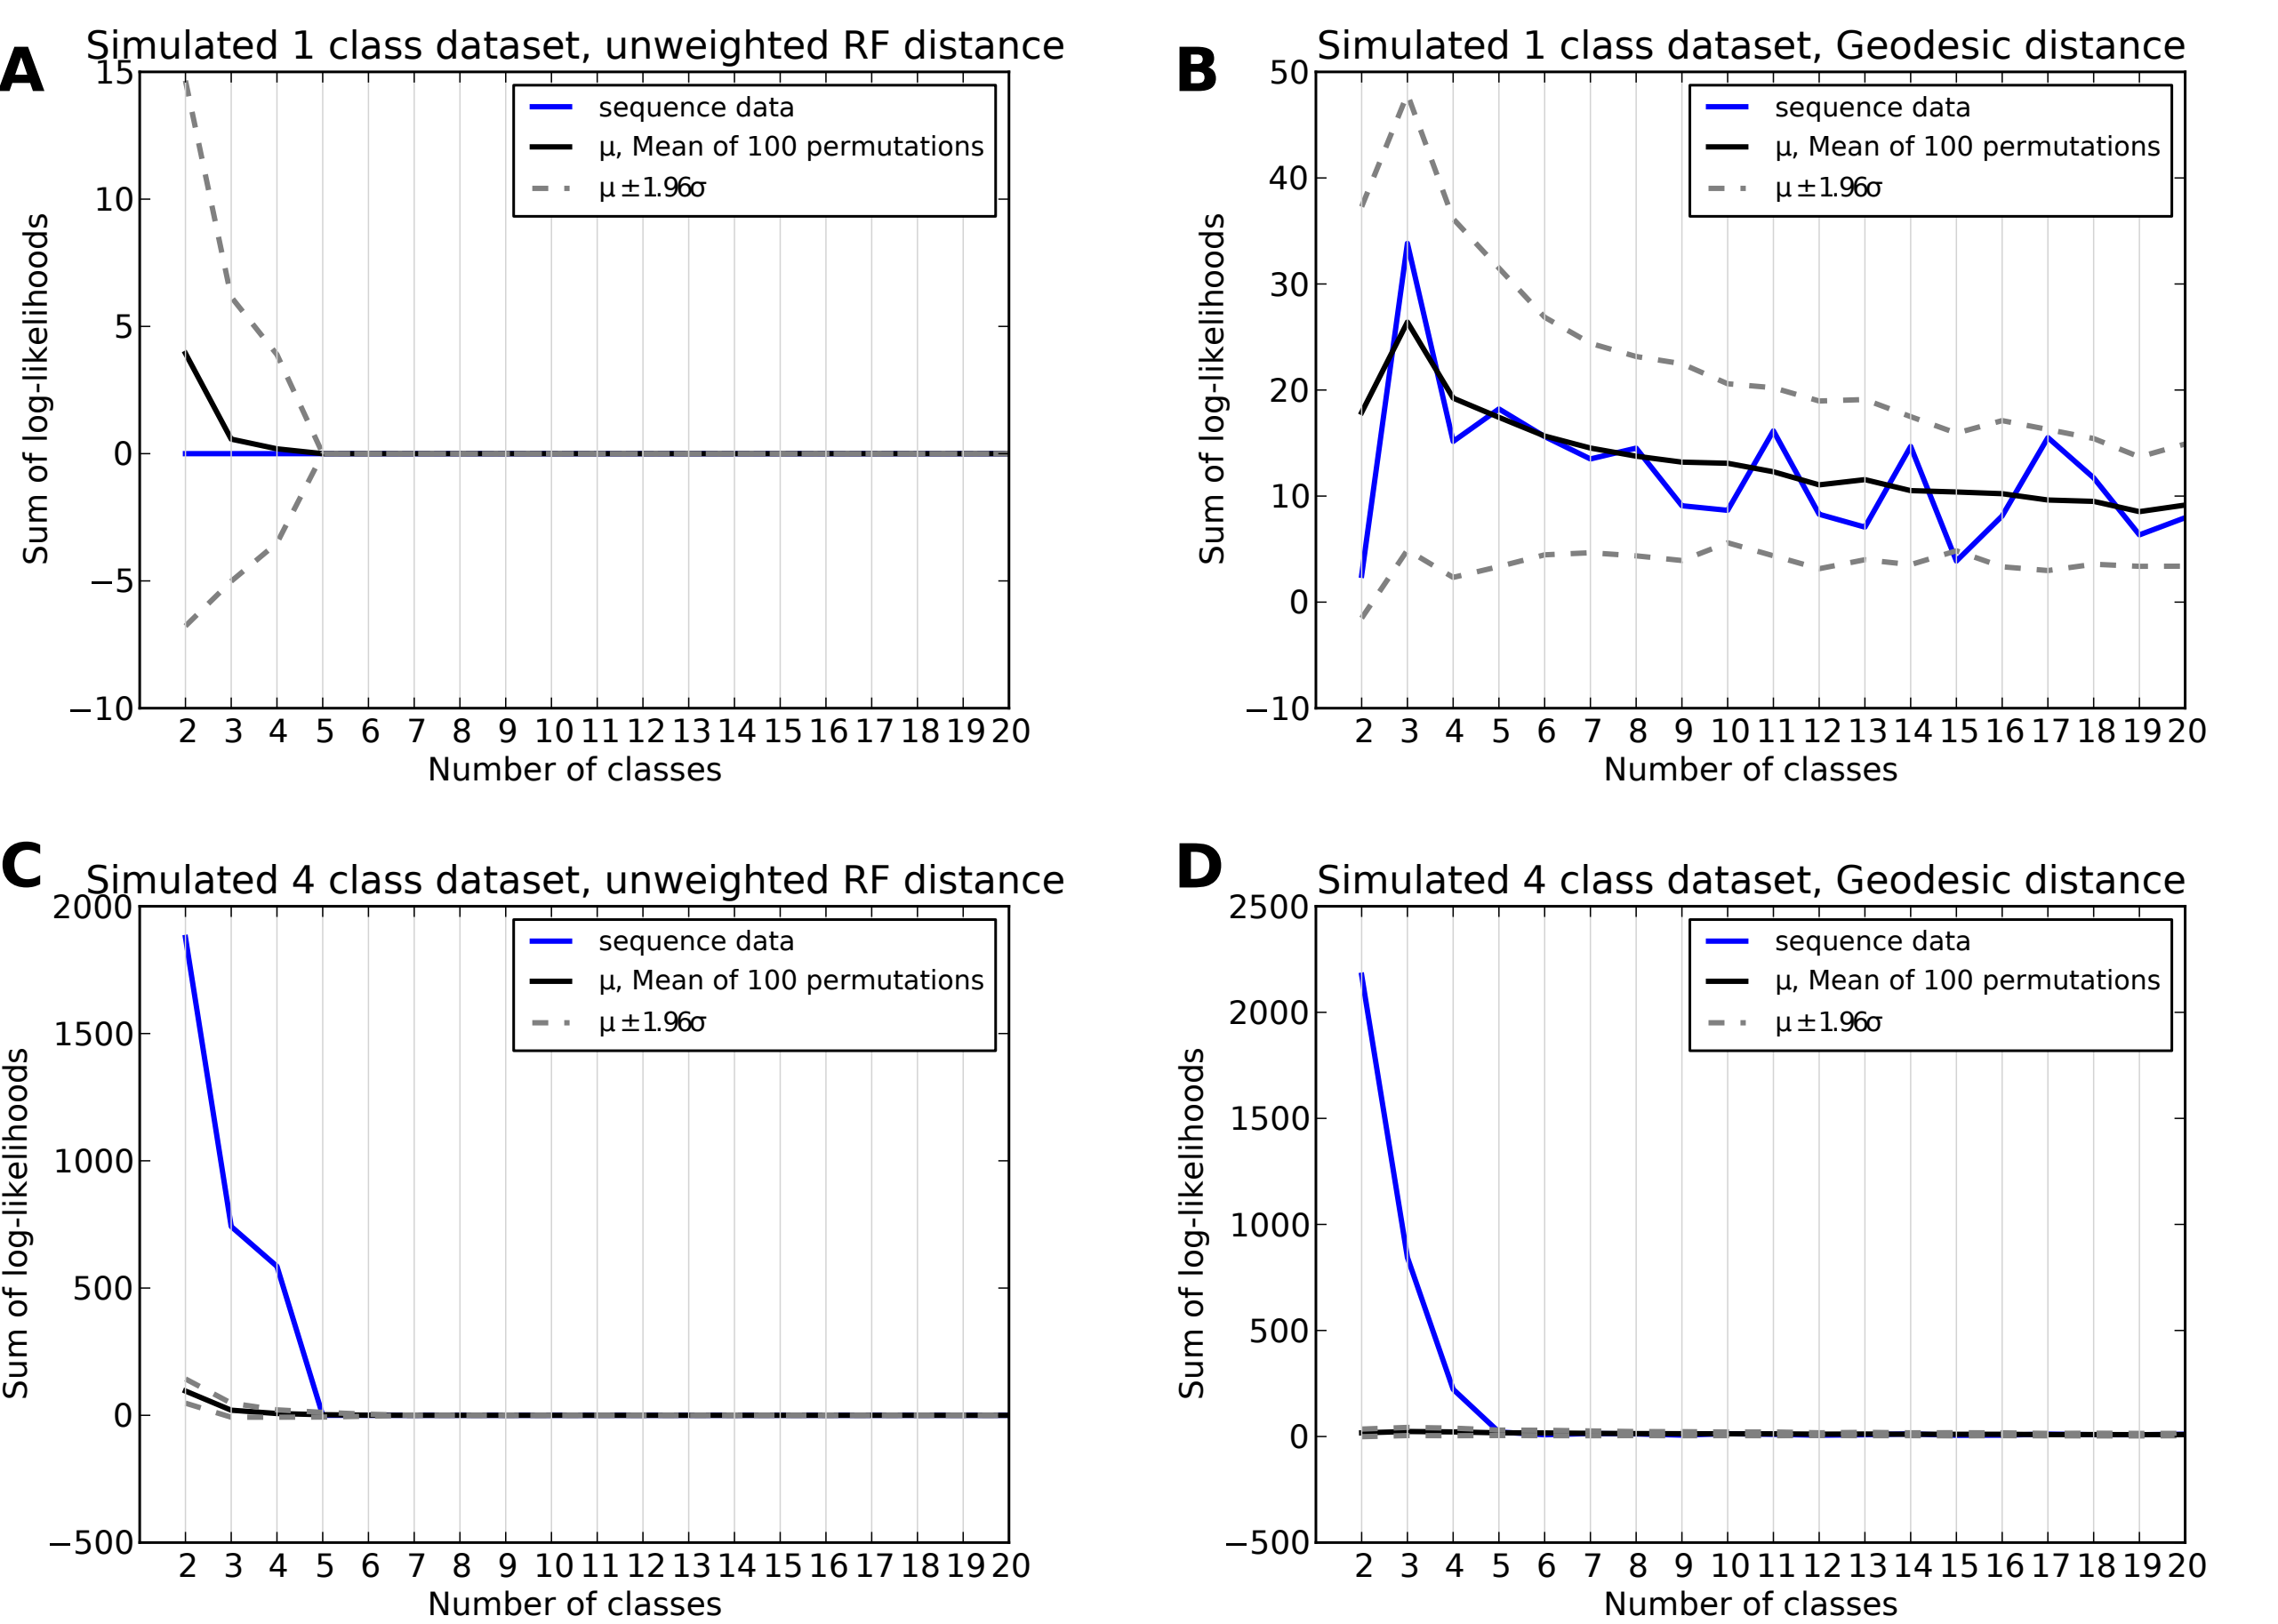 A
Simulated 1 class dataset, unweighted RF distance
15
10
5
0
−5
−10
Sum of log-likelihoods
sequence data
μ, Mean of 100 permutations
μ±1.96σ
2 3 4 5 6 7 8 9 10 11 12 13 14 15 16 17 18 19 20
Number of classes
B
Simulated 1 class dataset, Geodesic distance
50
40
30
20
10
0
−10
Sum of log-likelihoods
sequence data
μ, Mean of 100 permutations
μ±1.96σ
2 3 4 5 6 7 8 9 10 11 12 13 14 15 16 17 18 19 20
Number of classes
C
Simulated 4 class dataset, unweighted RF distance
2000
1500
1000
500
0
−500
Sum of log-likelihoods
sequence data
μ, Mean of 100 permutations
μ±1.96σ
2 3 4 5 6 7 8 9 10 11 12 13 14 15 16 17 18 19 20
Number of classes
D
Simulated 4 class dataset, Geodesic distance
2500
2000
1500
1000
500
0
−500
Sum of log-likelihoods
sequence data
μ, Mean of 100 permutations
μ±1.96σ
2 3 4 5 6 7 8 9 10 11 12 13 14 15 16 17 18 19 20
Number of classes